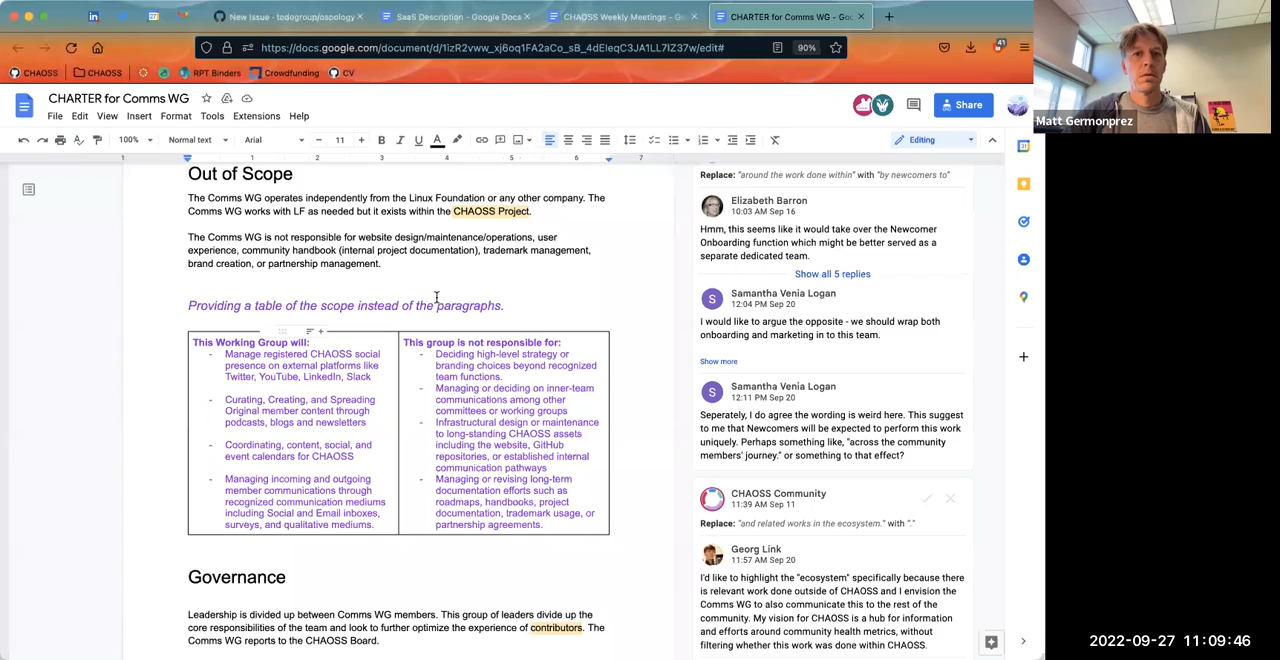 New Issue · todogroup/ospology
SaaS Description - Google Docs
CHAOSS Weekly Meetings - Go
CHARTER for Comms WG - Goo
https://docs.google.com/document/d/1izR2vww_xj6oq1FA2aCo_sB_4dEleqC3JA1LL7IZ37w/edit#
90%
41
CHAOSS
CHAOSS
RPT Binders
Crowdfunding
CV
CHARTER for Comms WG
File Edit View Insert Format Tools Extensions Help
Share
100%
Normal text
Arial
11
Editing
1 1 2 3 4 5 6 7
Out of Scope
The Comms WG operates independently from the Linux Foundation or any other company. The
Comms WG works with LF as needed but it exists within the CHAOSS Project.
The Comms WG is not responsible for website design/maintenance/operations, user
experience, community handbook (internal project documentation), trademark management,
brand creation, or partnership management.
Providing a table of the scope instead of the paragraphs.
This Working Group will:
- Manage registered CHAOSS social
presence on external platforms like
Twitter, YouTube, LinkedIn, Slack
- Curating, Creating, and Spreading
Original member content through
podcasts, blogs and newsletters
- Coordinating, content, social, and
event calendars for CHAOSS
- Managing incoming and outgoing
member communications through
recognized communication mediums
including Social and Email inboxes,
surveys, and qualitative mediums.
This group is not responsible for:
- Deciding high-level strategy or
branding choices beyond recognized
team functions.
- Managing or deciding on inner-team
communications among other
committees or working groups
- Infrastructural design or maintenance
to long-standing CHAOSS assets
including the website, GitHub
repositories, or established internal
communication pathways
- Managing or revising long-term
documentation efforts such as
roadmaps, handbooks, project
documentation, trademark usage, or
partnership agreements.
Governance
Leadership is divided up between Comms WG members. This group of leaders divide up the
core responsibilities of the team and look to further optimize the experience of contributors. The
Comms WG reports to the CHAOSS Board.
Replace: "around the work done within" with "by newcomers to"
Elizabeth Barron
10:03 AM Sep 16
Hmm, this seems like it would take over the Newcomer
Onboarding function which might be better served as a
separate dedicated team.
Show all 5 replies
S
Samantha Venia Logan
12:04 PM Sep 20
I would like to argue the opposite - we should wrap both
onboarding and marketing in to this team.
Show more
S
Samantha Venia Logan
12:11 PM Sep 20
Seperately, I do agree the wording is weird here. This suggest
to me that Newcomers will be expected to perform this work
uniquely. Perhaps something like, "across the community
members' journey." or something to that effect?
CHAOSS Community
11:39 AM Sep 11
Replace: "and related works in the ecosystem." with "."
Georg Link
11:57 AM Sep 20
I'd like to highlight the "ecosystem" specifically because there
is relevant work done outside of CHAOSS and I envision the
Comms WG to also communicate this to the rest of the
community. My vision for CHAOSS is a hub for information
and efforts around community health metrics, without
filtering whether this work was done within CHAOSS.
Matt Germonprez
2022-09-27 11:09:46